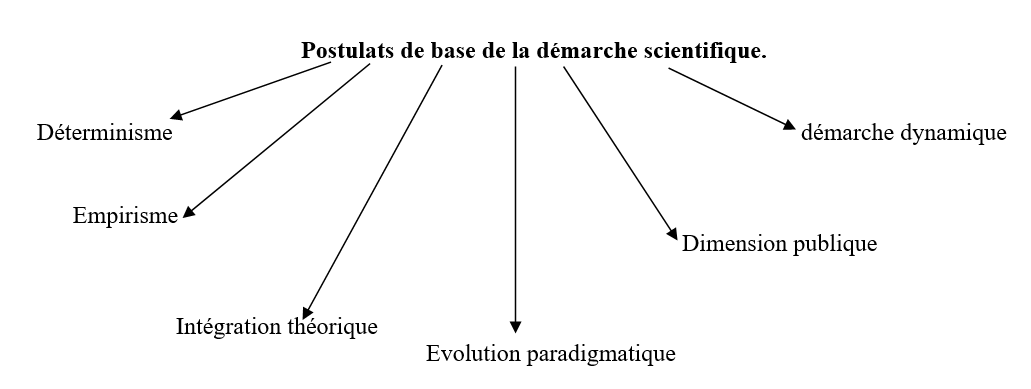 Postulats de base de la démarche scientifique.
Déterminisme
démarche dynamique
Empirisme
Dimension publique
Intégration théorique
Evolution paradigmatique